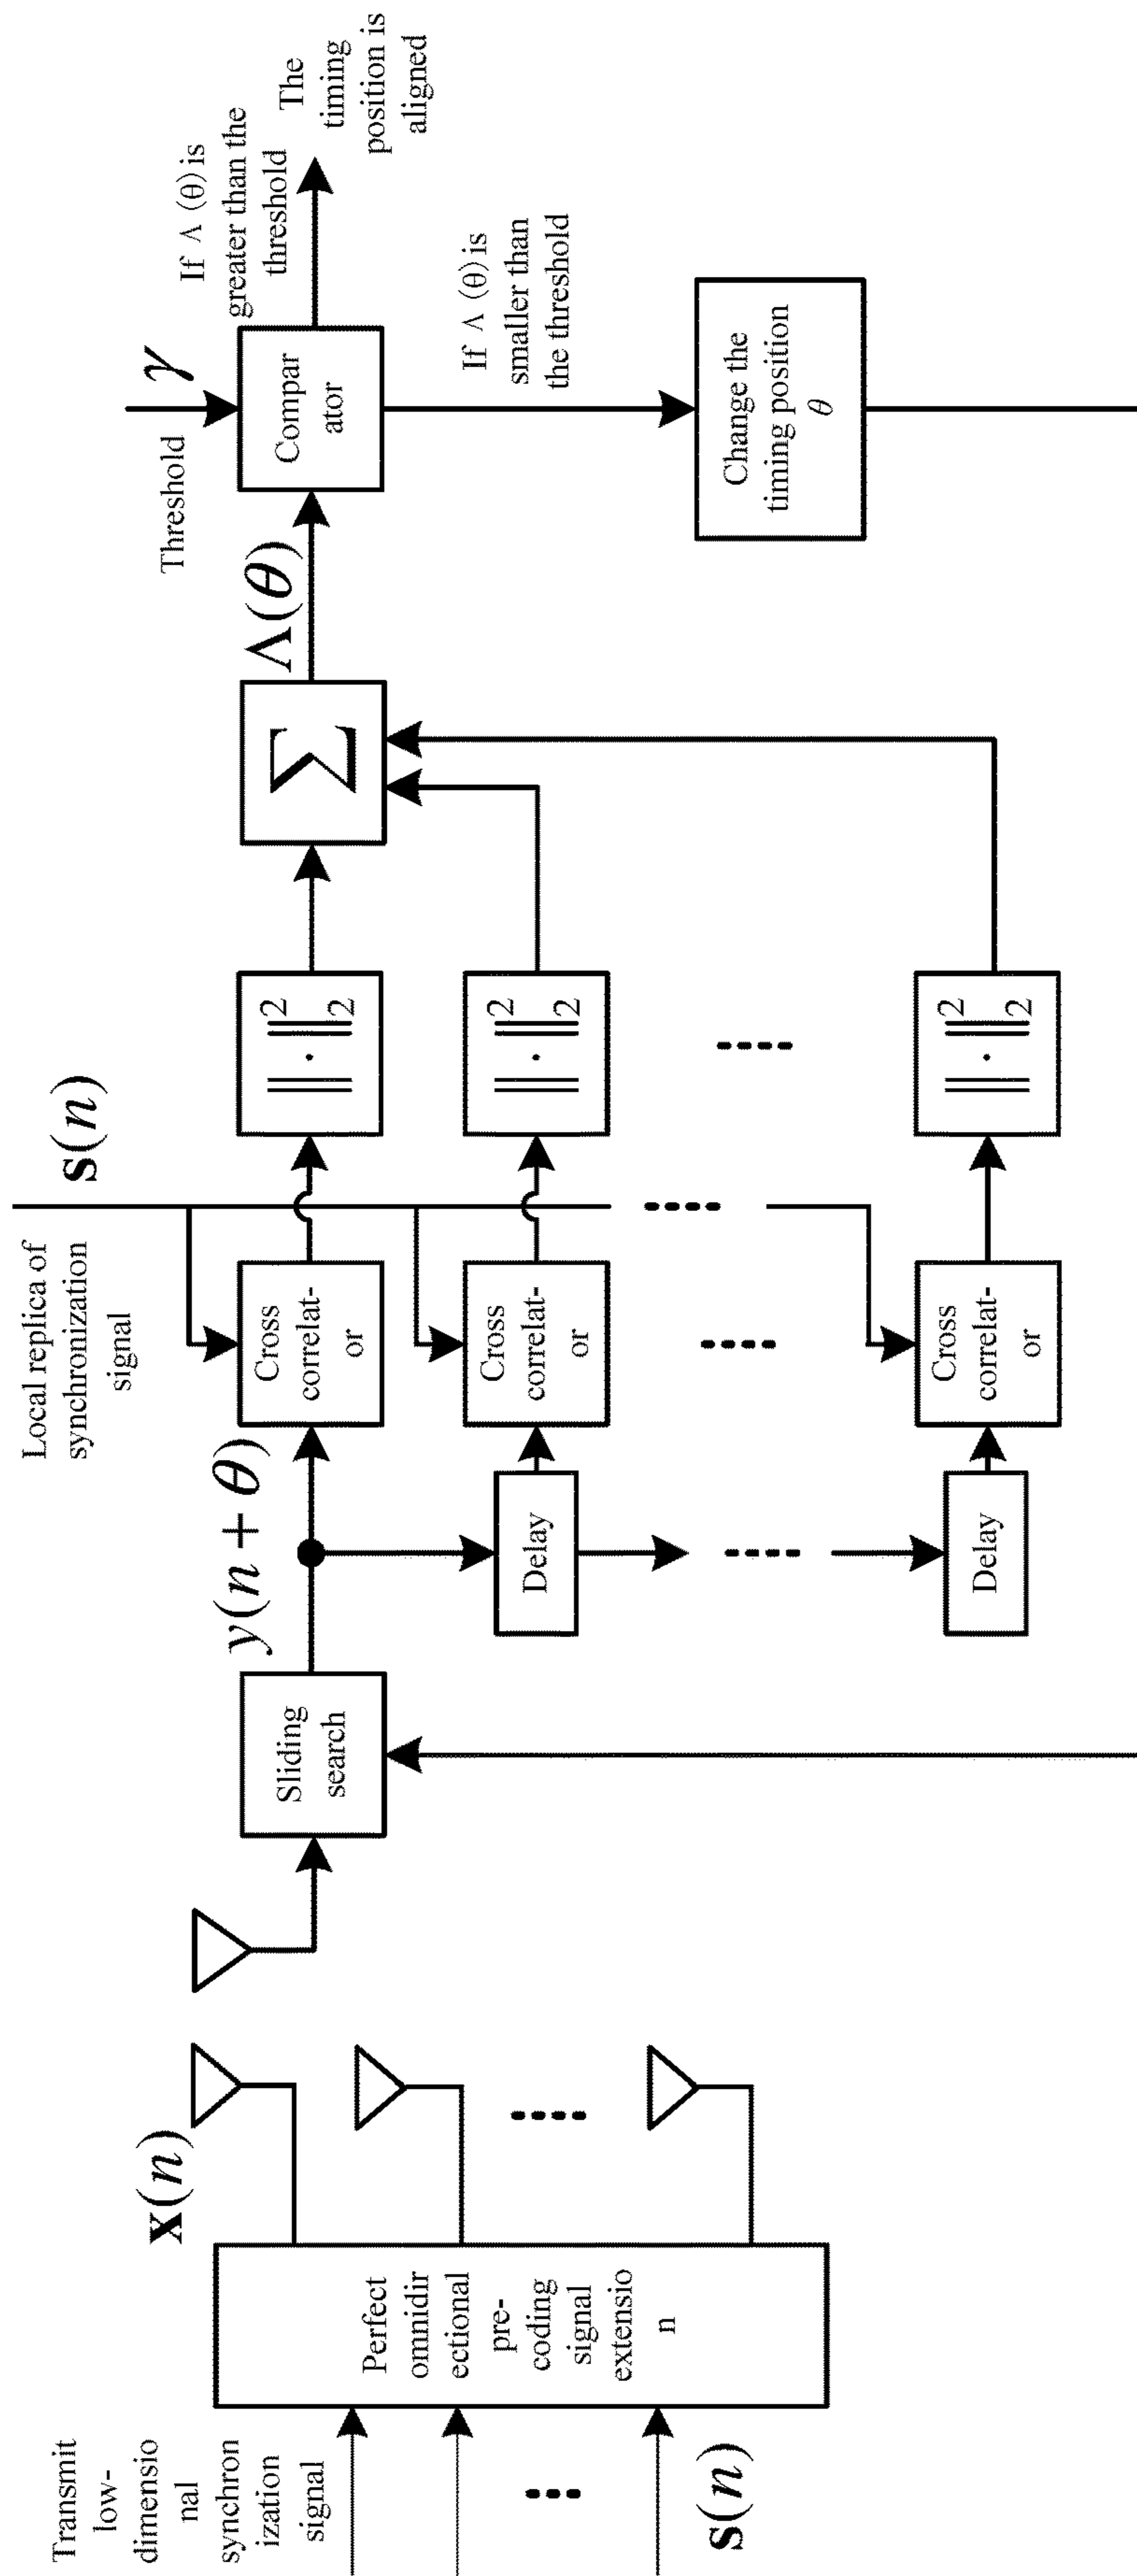 Transmit
low-
dimensio
nal
synchron
ization
signal
s(n)
Perfect
omnidir
ectional
pre-
coding
signal
extensio
n
x(n)
Sliding
search
y(n + θ)
Local replica of
synchronization
signal
s(n)
Cross
correlat-
or
‖·‖₂²
Delay
Cross
correlat-
or
‖·‖₂²
Delay
Cross
correlat-
or
‖·‖₂²
Σ
Λ(θ)
Threshold
γ
Compar
ator
If Λ (θ) is
greater than the
threshold
The
timing
position is
aligned
If Λ (θ) is
smaller than
the threshold
Change the
timing position
θ